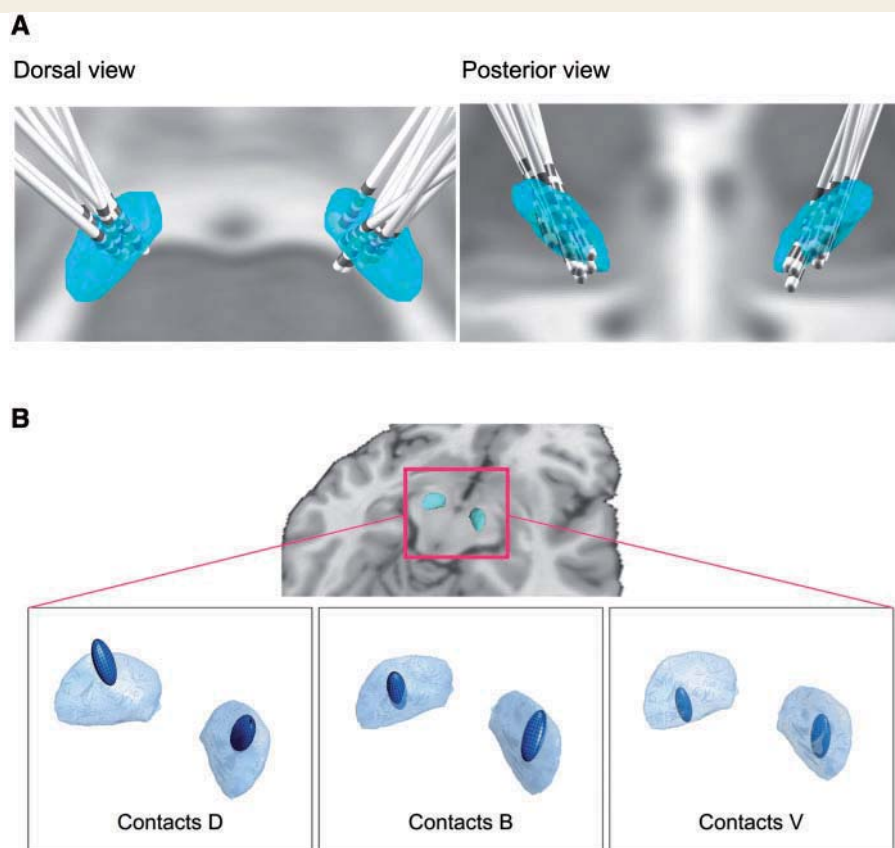 A
Dorsal view
Posterior view
B
Contacts D
Contacts B
Contacts V